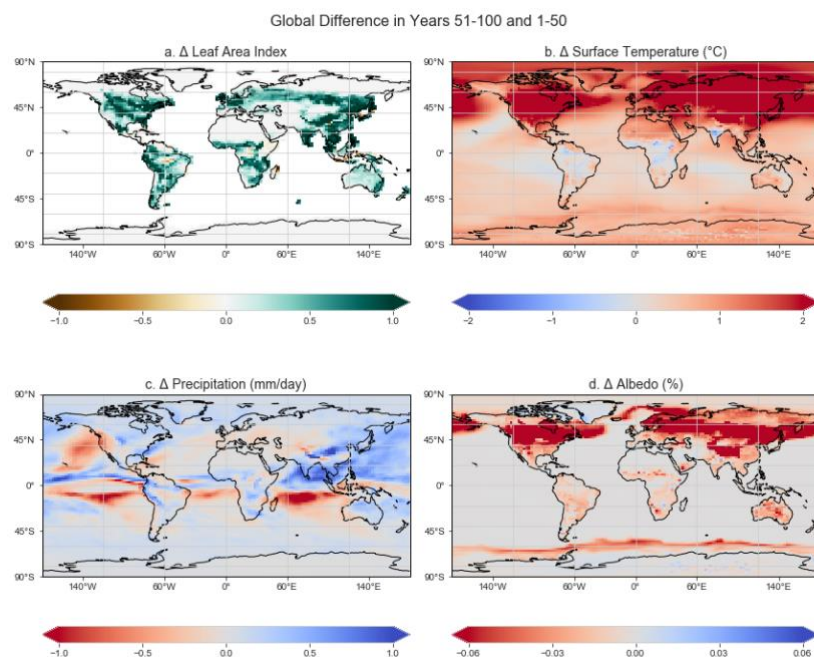 Global Difference in Years 51-100 and 1-50
a. Δ Leaf Area Index
b. Δ Surface Temperature (°C)
90°N
45°N
0°
45°S
90°S
140°W
60°W
0°
60°E
140°E
90°N
45°N
0°
45°S
90°S
140°W
60°W
0°
60°E
140°E
−1.0
−0.5
0.0
0.5
1.0
−2
−1
0
1
2
c. Δ Precipitation (mm/day)
d. Δ Albedo (%)
90°N
45°N
0°
45°S
90°S
140°W
60°W
0°
60°E
140°E
90°N
45°N
0°
45°S
90°S
140°W
60°W
0°
60°E
140°E
−1.0
−0.5
0.0
0.5
1.0
−0.06
−0.03
0.00
0.03
0.06